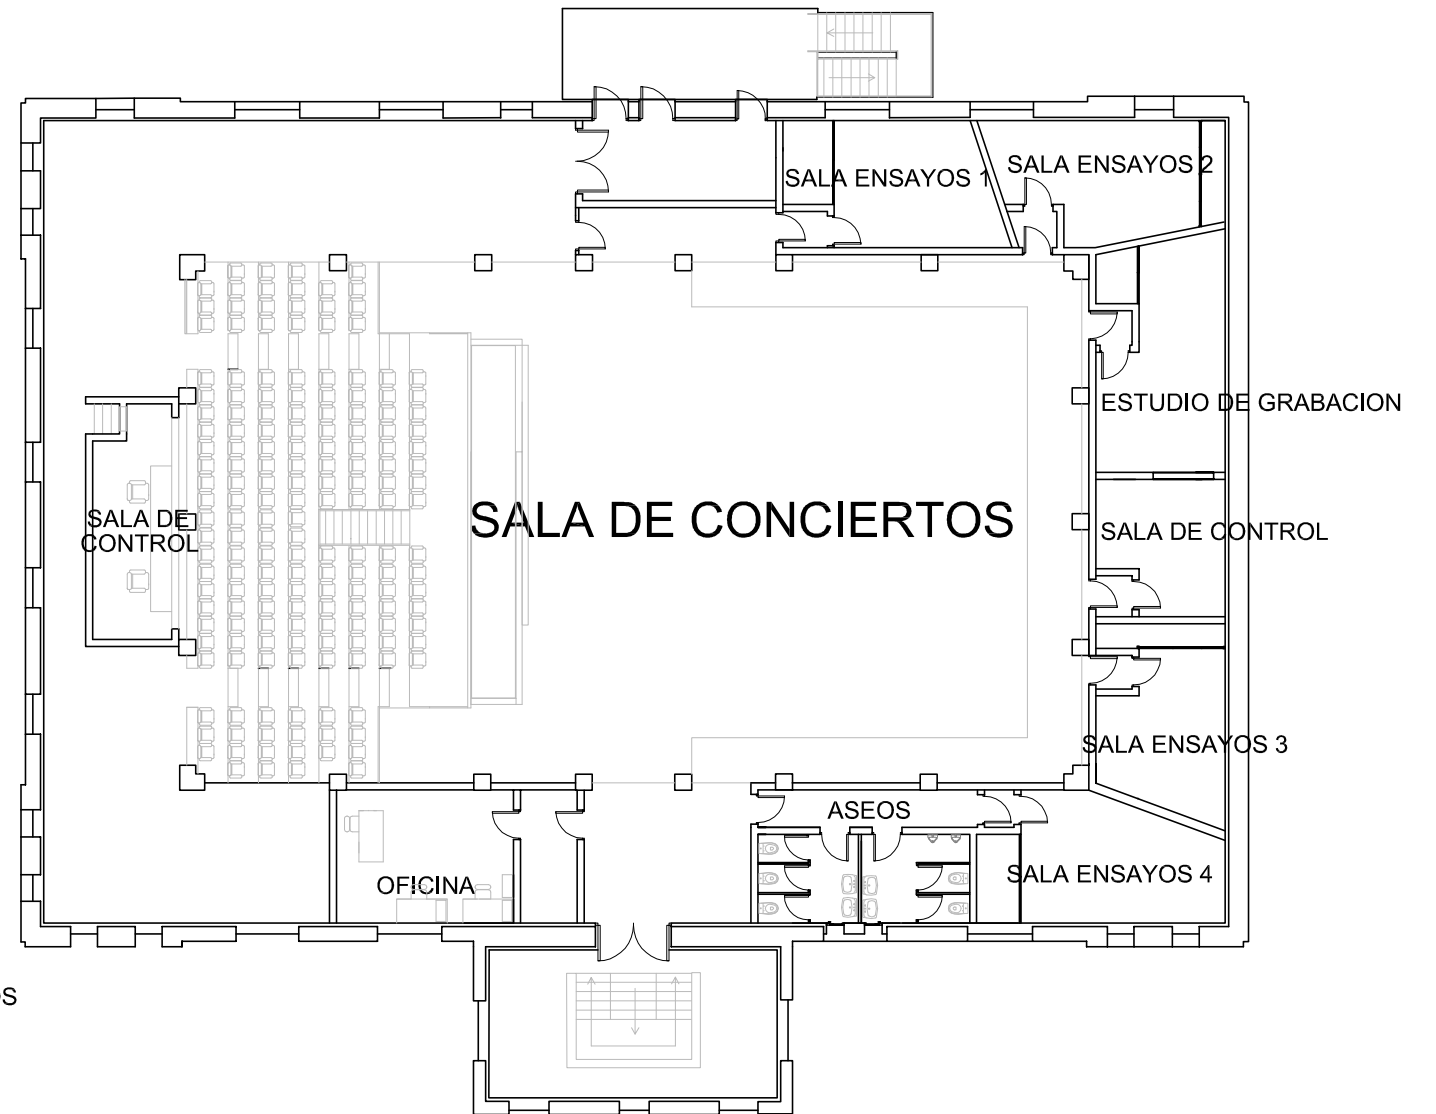 SALA ENSAYOS 1
SALA ENSAYOS 2
ESTUDIO DE GRABACION
SALA DE
CONTROL
SALA DE CONCIERTOS
SALA DE CONTROL
SALA ENSAYOS 3
ASEOS
OFICINA
SALA ENSAYOS 4